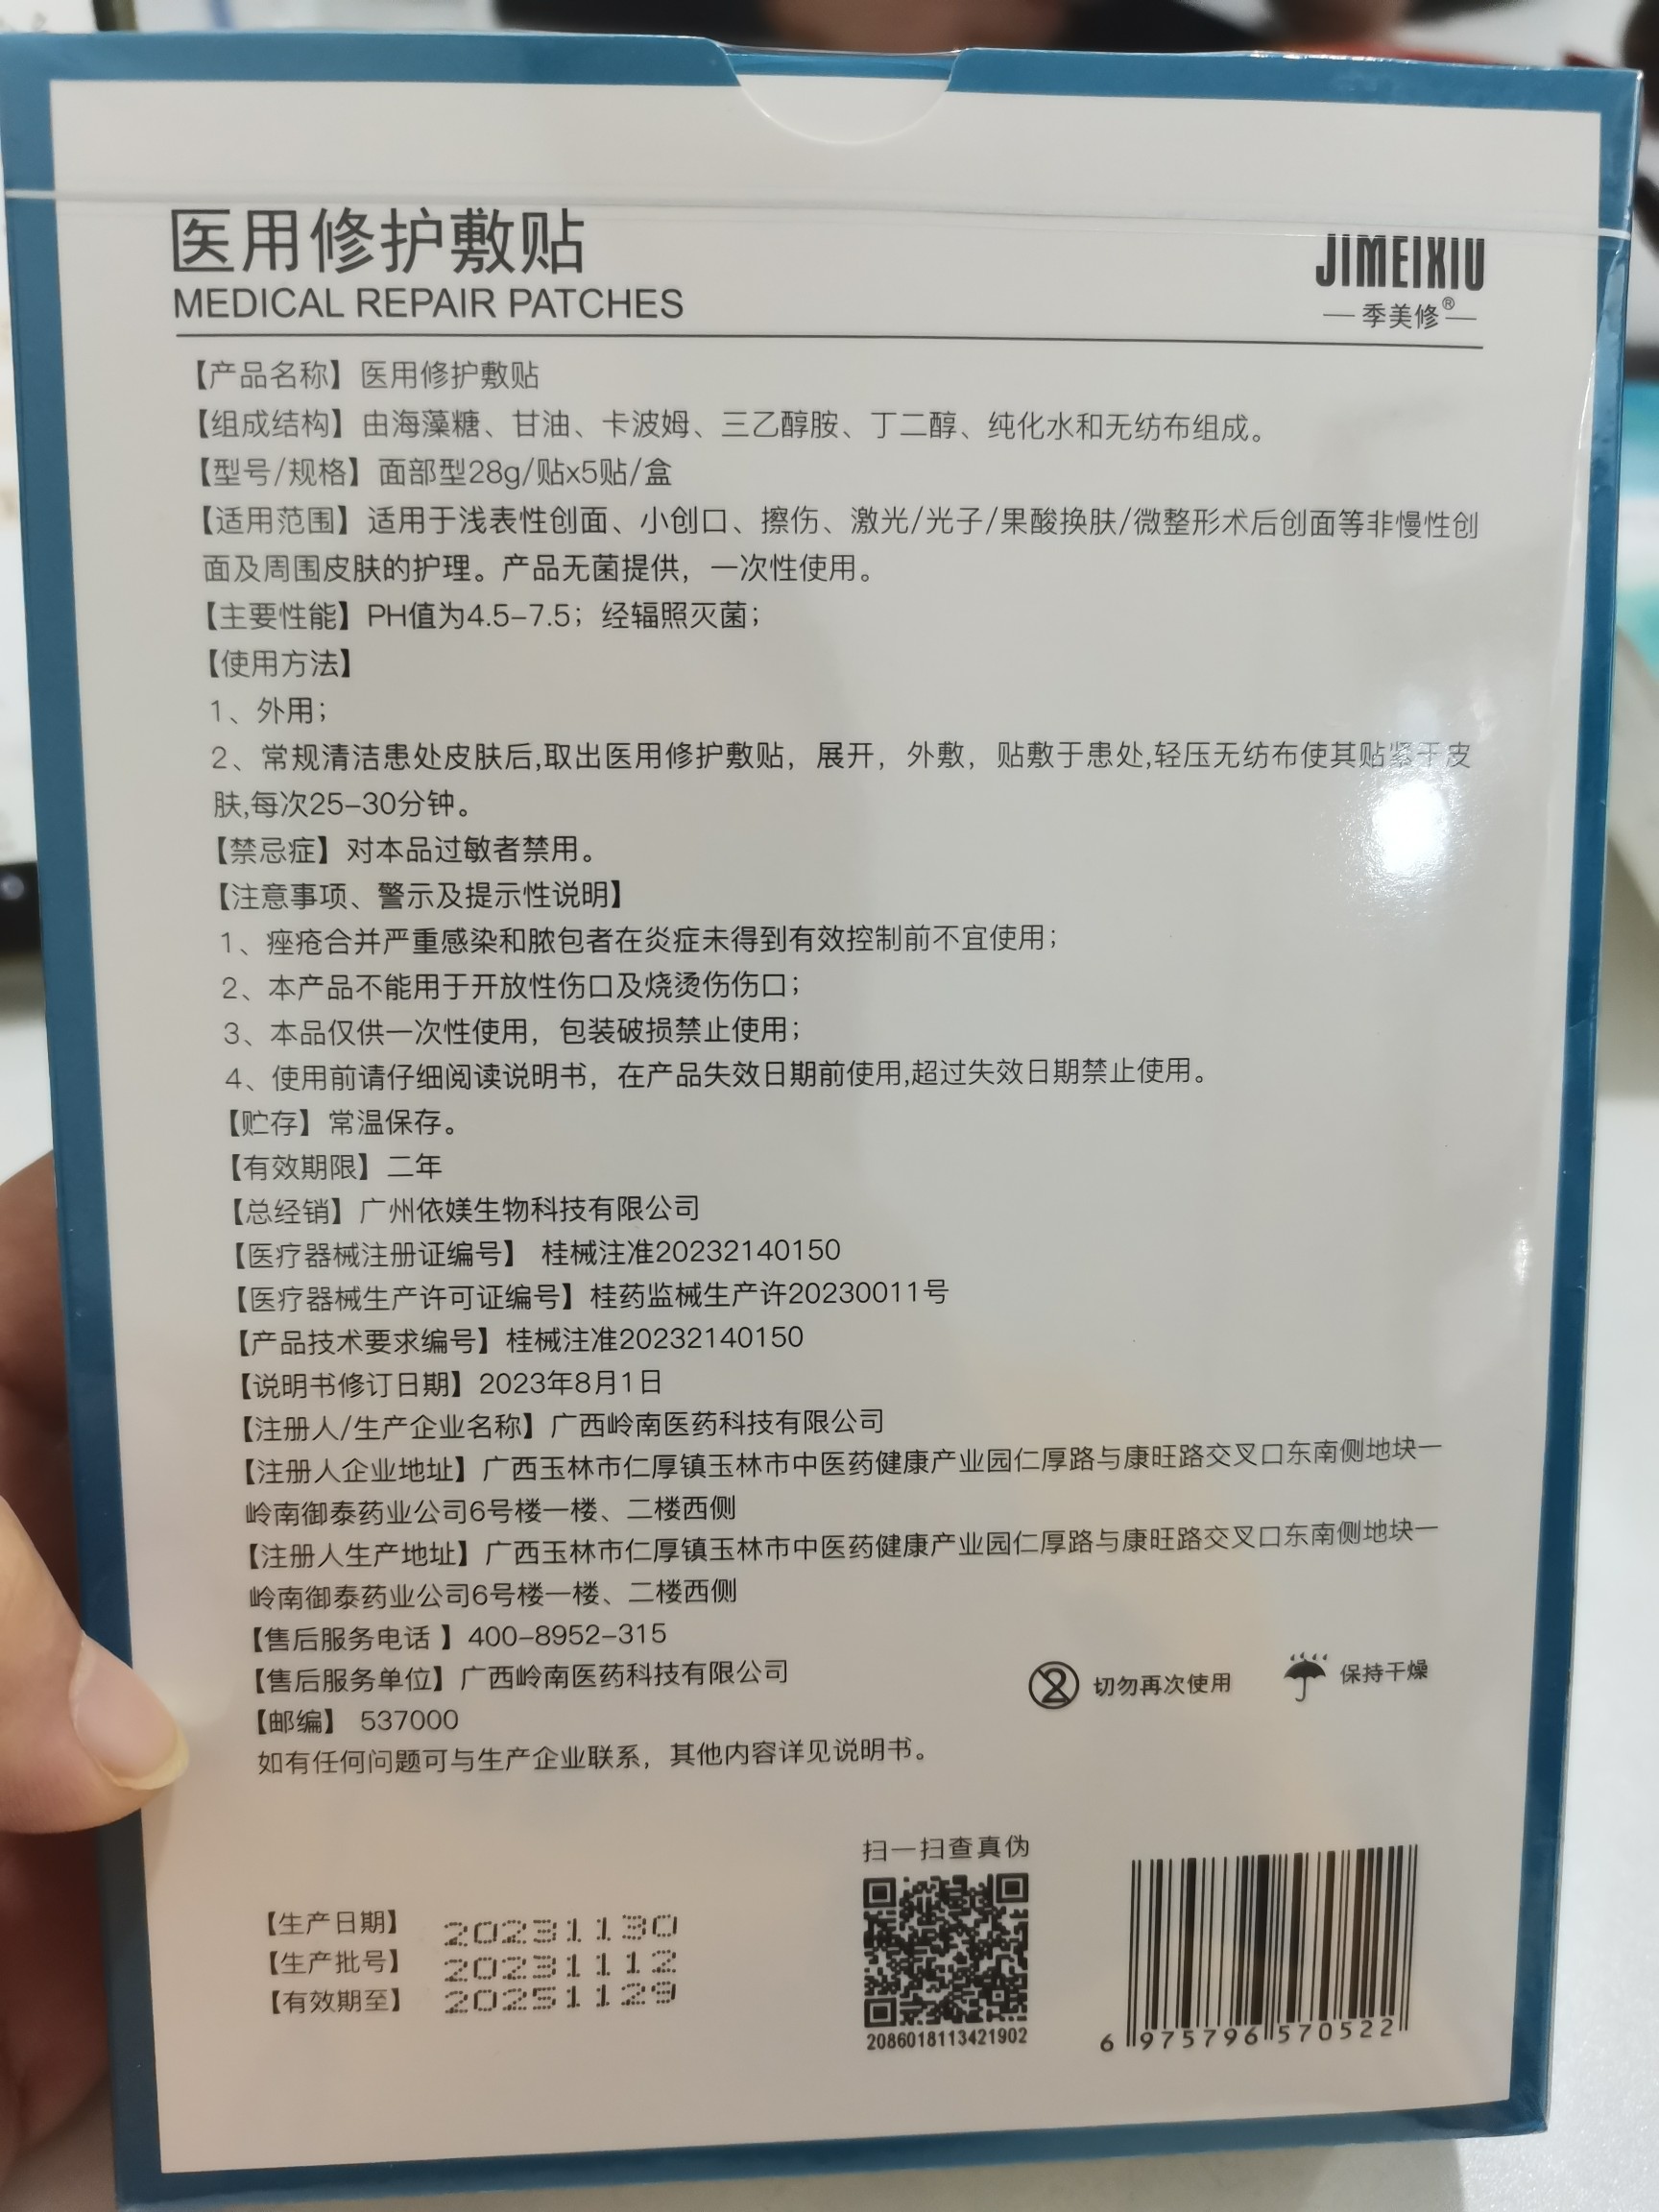 医用修护敷贴
MEDICAL REPAIR PATCHES
JIMEIXIU
季美修®
【产品名称】医用修护敷贴
【组成结构】由海藻糖、甘油、卡波姆、三乙醇胺、丁二醇、纯化水和无纺布组成。
【型号/规格】面部型28g/贴x5贴/盒
【适用范围】适用于浅表性创面、小创口、擦伤、激光/光子/果酸换肤/微整形术后创面等非慢性创
面及周围皮肤的护理。产品无菌提供，一次性使用。
【主要性能】PH值为4.5-7.5；经辐照灭菌；
【使用方法】
1、外用；
2、常规清洁患处皮肤后,取出医用修护敷贴，展开，外敷，贴敷于患处,轻压无纺布使其贴紧于皮
肤,每次25-30分钟。
【禁忌症】对本品过敏者禁用。
【注意事项、警示及提示性说明】
1、痤疮合并严重感染和脓包者在炎症未得到有效控制前不宜使用；
2、本产品不能用于开放性伤口及烧烫伤伤口；
3、本品仅供一次性使用，包装破损禁止使用；
4、使用前请仔细阅读说明书，在产品失效日期前使用,超过失效日期禁止使用。
【贮存】常温保存。
【有效期限】二年
【总经销】广州依媄生物科技有限公司
【医疗器械注册证编号】 桂械注准20232140150
【医疗器械生产许可证编号】桂药监械生产许20230011号
【产品技术要求编号】桂械注准20232140150
【说明书修订日期】2023年8月1日
【注册人/生产企业名称】广西岭南医药科技有限公司
【注册人企业地址】广西玉林市仁厚镇玉林市中医药健康产业园仁厚路与康旺路交叉口东南侧地块一
岭南御泰药业公司6号楼一楼、二楼西侧
【注册人生产地址】广西玉林市仁厚镇玉林市中医药健康产业园仁厚路与康旺路交叉口东南侧地块一
岭南御泰药业公司6号楼一楼、二楼西侧
【售后服务电话 】400-8952-315
【售后服务单位】广西岭南医药科技有限公司
【邮编】 537000
如有任何问题可与生产企业联系，其他内容详见说明书。
2 切勿再次使用
保持干燥
扫一扫查真伪
2086018113421902
【生产日期】 20231130
【生产批号】 20231112
【有效期至】 20251129
6 975796 570522